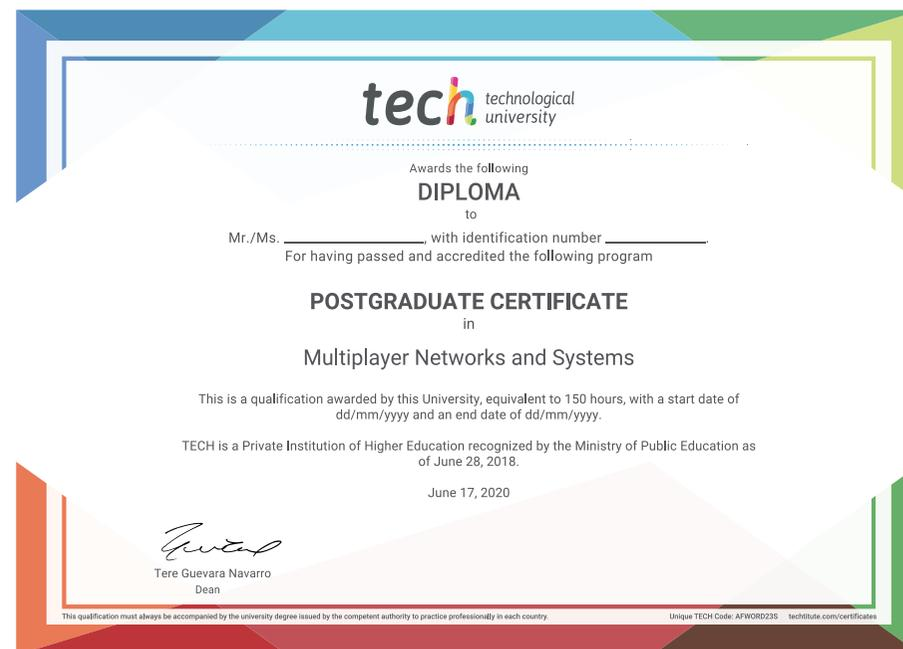 tech technological
university
Awards the following
DIPLOMA
to
Mr./Ms. ________________, with identification number ____________.
For having passed and accredited the following program
POSTGRADUATE CERTIFICATE
in
Multiplayer Networks and Systems
This is a qualification awarded by this University, equivalent to 150 hours, with a start date of
dd/mm/yyyy and an end date of dd/mm/yyyy.
TECH is a Private Institution of Higher Education recognized by the Ministry of Public Education as
of June 28, 2018.
June 17, 2020
Tere Guevara Navarro
Dean
This qualification must always be accompanied by the university degree issued by the competent authority to practice professionally in each country.
Unique TECH Code: AFWORD23S techtitute.com/certificates